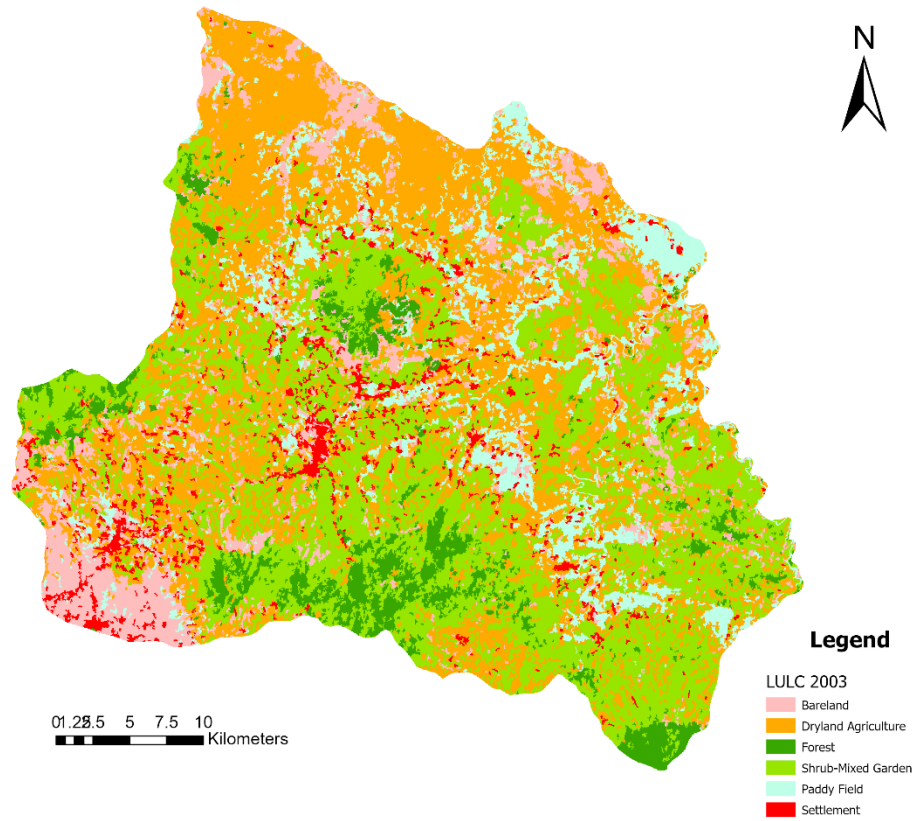 N
Legend
LULC 2003
Bareland
Dryland Agriculture
Forest
Shrub-Mixed Garden
Paddy Field
Settlement
5 7.5 10
Kilometers